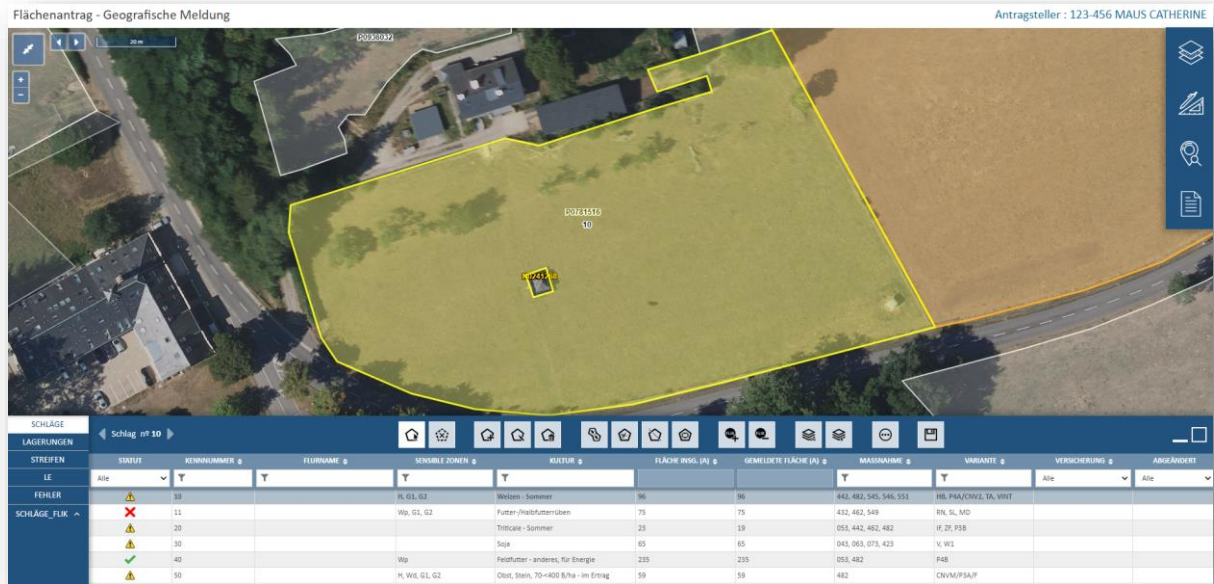 Flächenantrag - Geografische Meldung
Antragsteller : 123-456 MAUS CATHERINE
20 m
P0930032
P0781516
10
SCHLÄGE
LAGERUNGEN
STREIFEN
LE
FEHLER
SCHLÄGE_FLIK
Schlag nº 10
STATUT KENNNUMMER FLURNAME SENSIBLE ZONEN KULTUR FLÄCHE INSG. (A) GEMELDETE FLÄCHE (A) MASSNAHME VARIANTE VERSICHERUNG ABGEÄNDERT
Alle Alle Alle
10 H, G1, G2 Weizen - Sommer 96 96 442, 482, 545, 546, 551 HB, P4A/CNV2, TA, VINT
11 Wp, G1, G2 Futter-/Halbfutterrüben 75 75 432, 462, 549 RN, SL, MD
20 Triticale - Sommer 23 19 053, 442, 462, 482 IF, ZF, P3B
30 Soja 65 65 043, 063, 073, 423 V, W1
40 Wp Feldfutter - anderes, für Energie 235 235 053, 482 P4B
50 H, Wd, G1, G2 Obst, Stein, 70-<400 B/ha - im Ertrag 59 59 482 CNVM/P3A/F